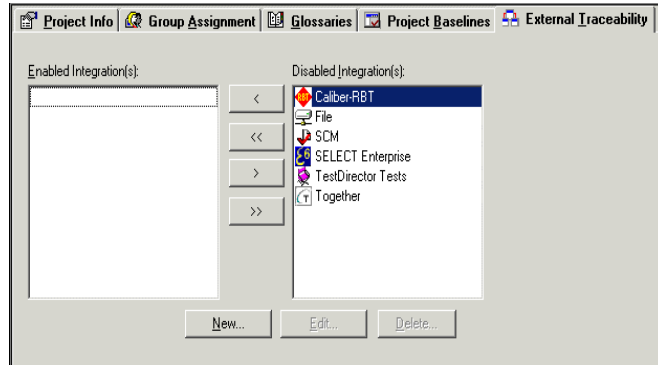 Project Info Group Assignment Glossaries Project Baselines External Traceability
Enabled Integration(s): Disabled Integration(s):
< Caliber-RBT
File
<< SCM
SELECT Enterprise
> TestDirector Tests
Together
>>
New... Edit... Delete...